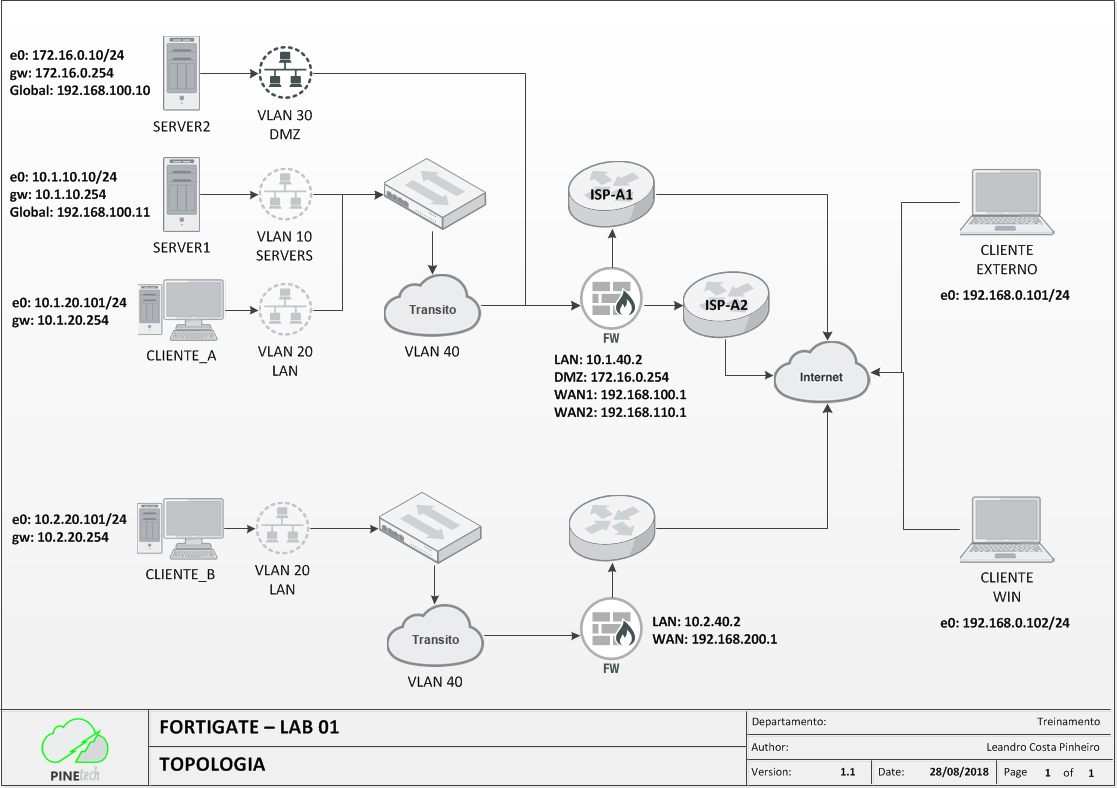 e0: 172.16.0.10/24
gw: 172.16.0.254
Global: 192.168.100.10
SERVER2
VLAN 30
DMZ
e0: 10.1.10.10/24
gw: 10.1.10.254
Global: 192.168.100.11
SERVER1
VLAN 10
SERVERS
e0: 10.1.20.101/24
gw: 10.1.20.254
CLIENTE_A
VLAN 20
LAN
Transito
VLAN 40
ISP-A1
ISP-A2
FW
LAN: 10.1.40.2
DMZ: 172.16.0.254
WAN1: 192.168.100.1
WAN2: 192.168.110.1
Internet
CLIENTE
EXTERNO
e0: 192.168.0.101/24
e0: 10.2.20.101/24
gw: 10.2.20.254
CLIENTE_B
VLAN 20
LAN
Transito
VLAN 40
FW
LAN: 10.2.40.2
WAN: 192.168.200.1
CLIENTE
WIN
e0: 192.168.0.102/24
PINEtech
FORTIGATE – LAB 01
TOPOLOGIA
Departamento: Treinamento
Author: Leandro Costa Pinheiro
Version: 1.1 Date: 28/08/2018 Page 1 of 1